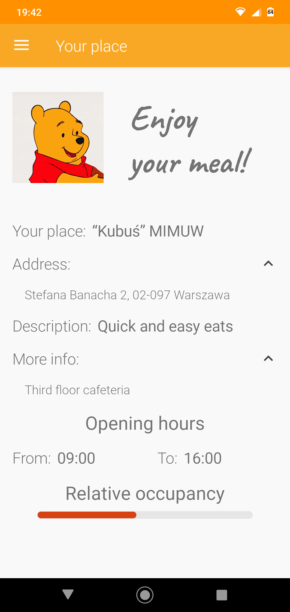 19:42
Your place
Enjoy
your meal!
Your place: “Kubuś” MIMUW
Address:
Stefana Banacha 2, 02-097 Warszawa
Description: Quick and easy eats
More info:
Third floor cafeteria
Opening hours
From: 09:00 To: 16:00
Relative occupancy